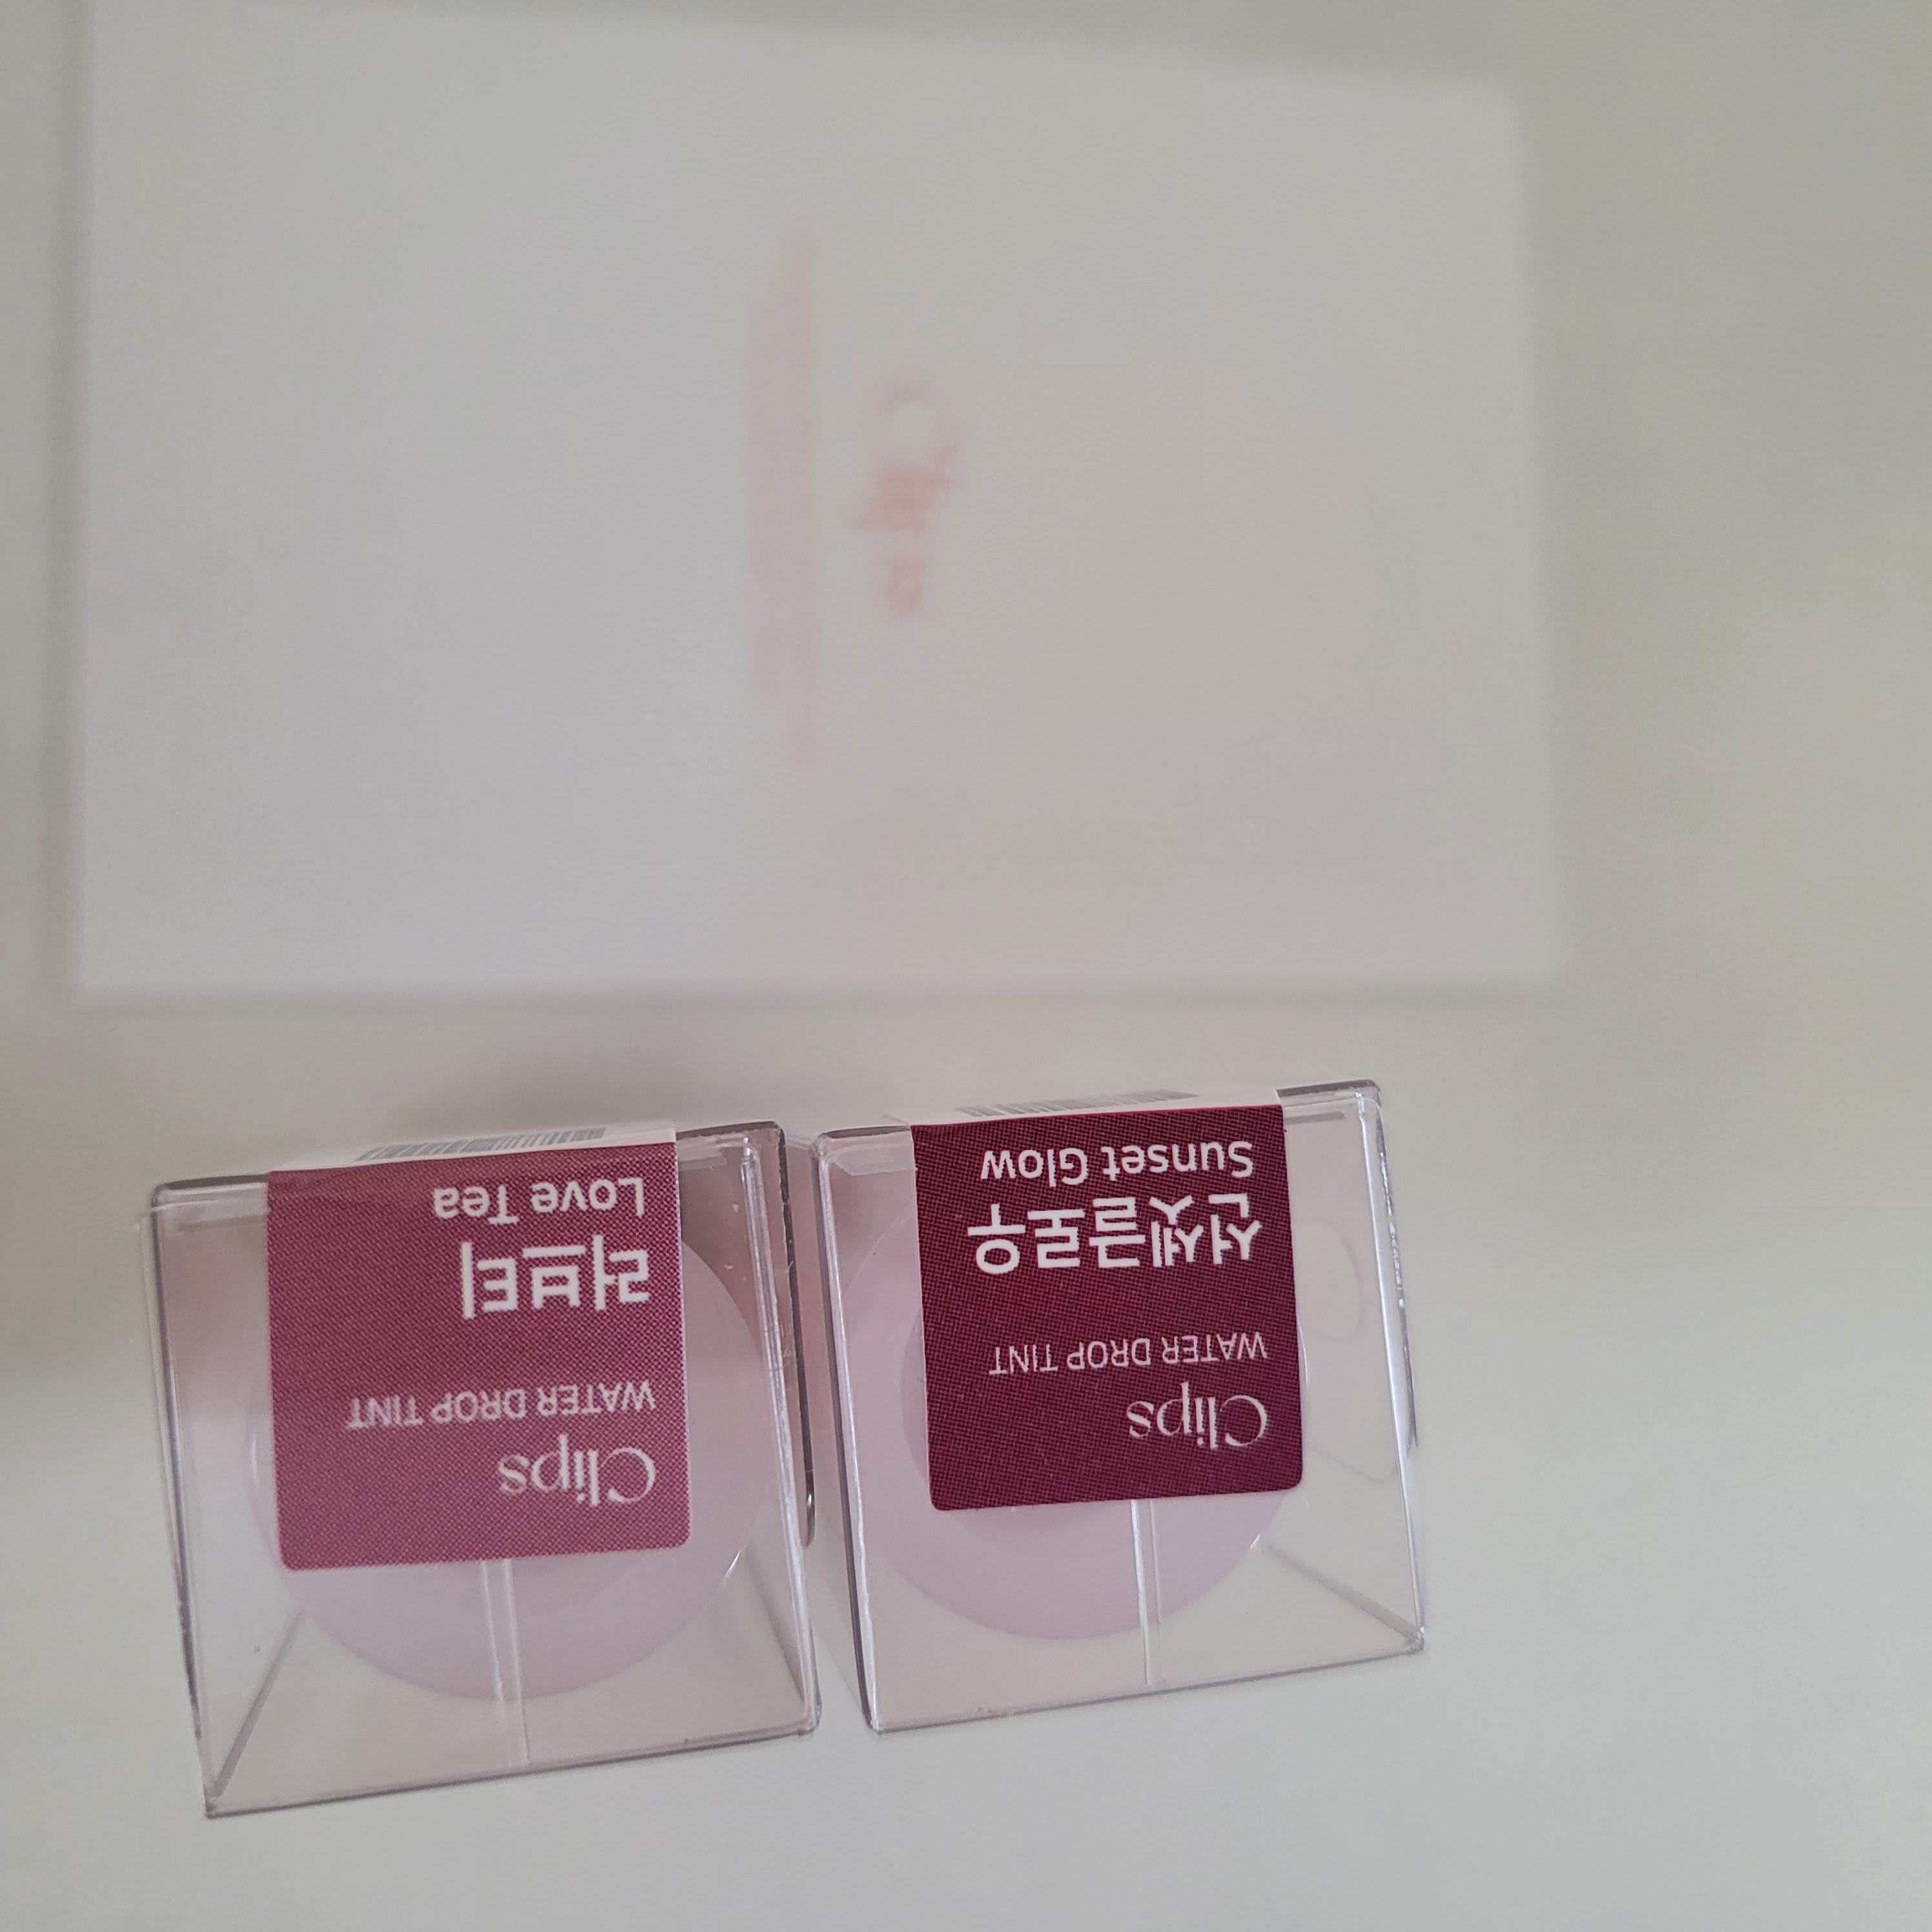 Clips
WATER DROP TINT
선셋글로우
Sunset Glow
Clips
WATER DROP TINT
러브티
Love Tea
Clips